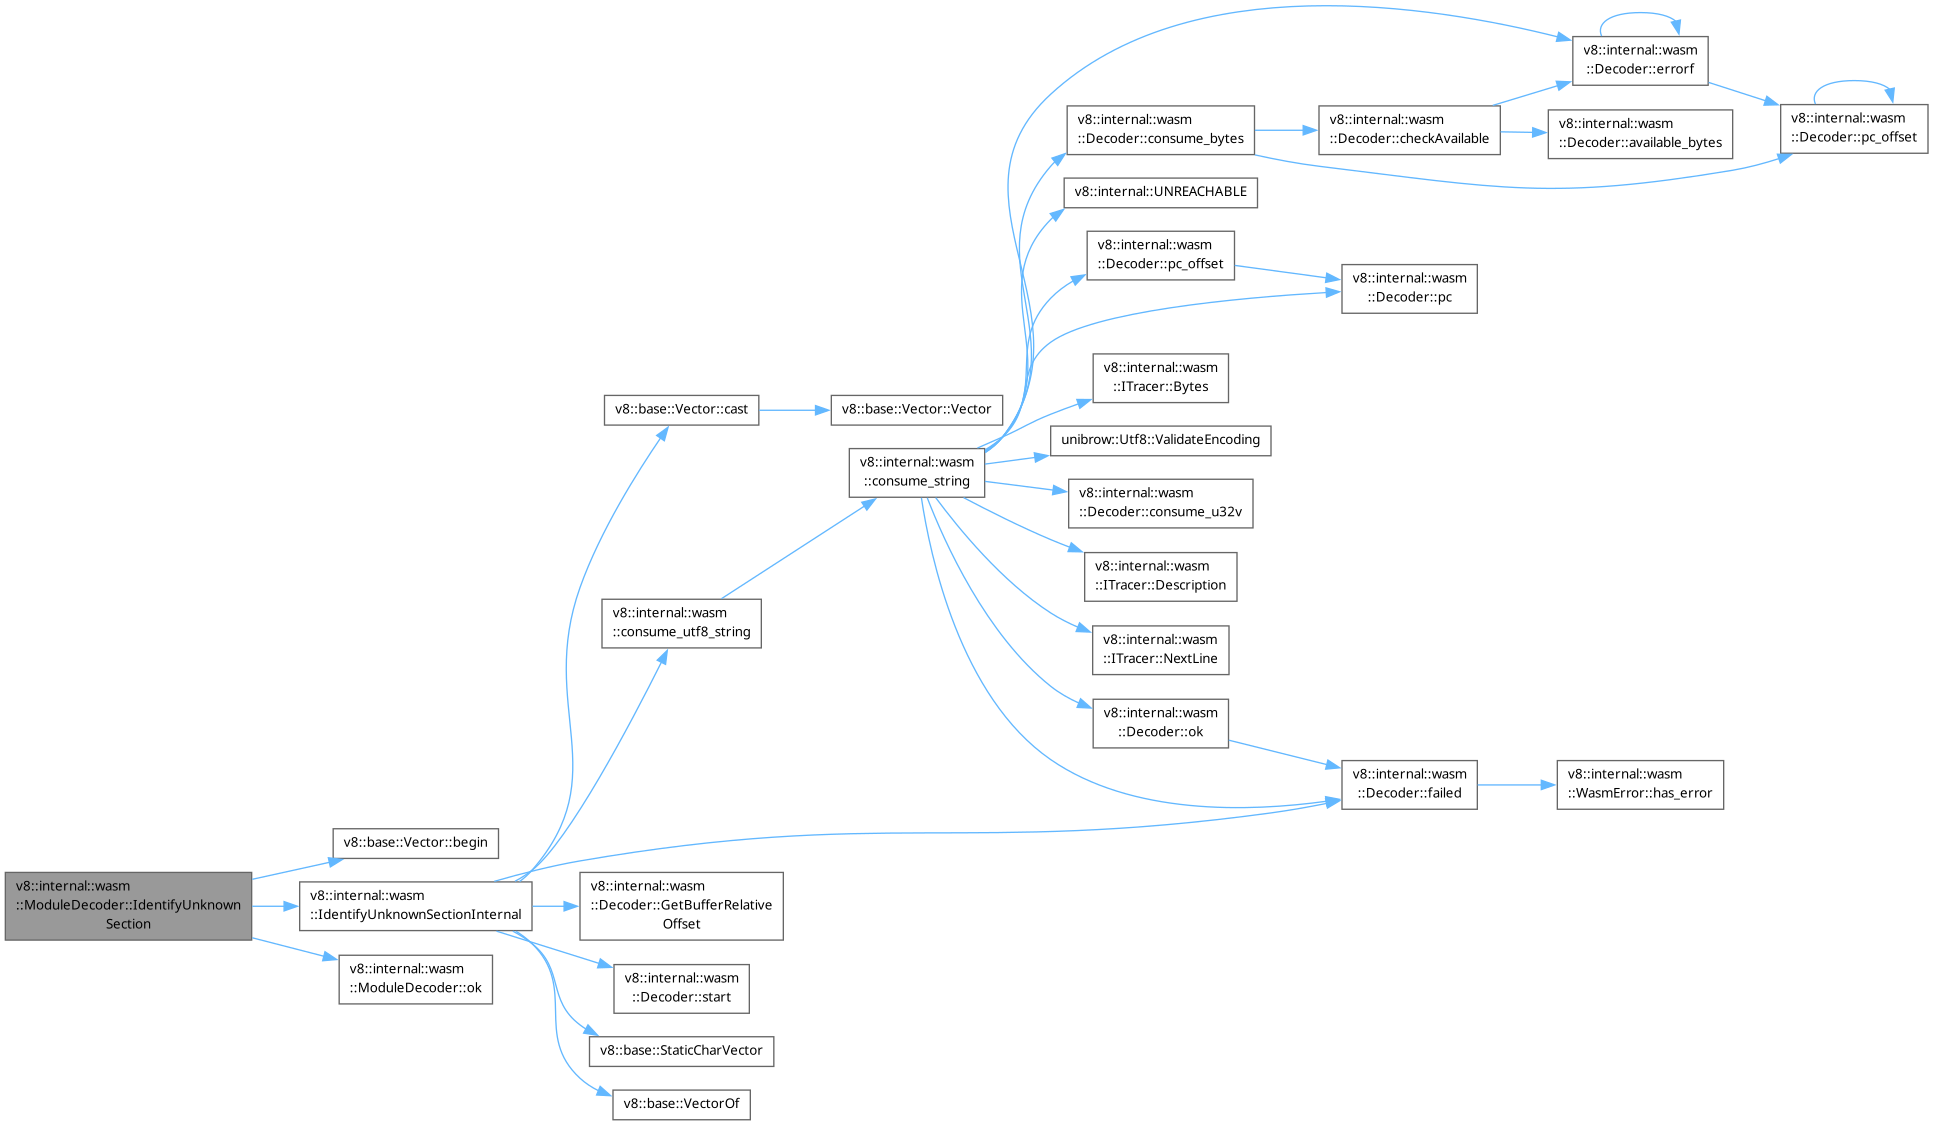 v8::internal::wasm
::ModuleDecoder::IdentifyUnknown
Section
v8::base::Vector::begin
v8::internal::wasm
::IdentifyUnknownSectionInternal
v8::internal::wasm
::ModuleDecoder::ok
v8::base::Vector::cast
v8::base::Vector::Vector
v8::internal::wasm
::consume_utf8_string
v8::internal::wasm
::consume_string
v8::internal::wasm
::Decoder::errorf
v8::internal::wasm
::Decoder::pc_offset
v8::internal::wasm
::Decoder::consume_bytes
v8::internal::wasm
::Decoder::checkAvailable
v8::internal::wasm
::Decoder::available_bytes
v8::internal::UNREACHABLE
v8::internal::wasm
::Decoder::pc_offset
v8::internal::wasm
::Decoder::pc
v8::internal::wasm
::ITracer::Bytes
unibrow::Utf8::ValidateEncoding
v8::internal::wasm
::Decoder::consume_u32v
v8::internal::wasm
::ITracer::Description
v8::internal::wasm
::ITracer::NextLine
v8::internal::wasm
::Decoder::ok
v8::internal::wasm
::Decoder::failed
v8::internal::wasm
::WasmError::has_error
v8::internal::wasm
::Decoder::GetBufferRelative
Offset
v8::internal::wasm
::Decoder::start
v8::base::StaticCharVector
v8::base::VectorOf